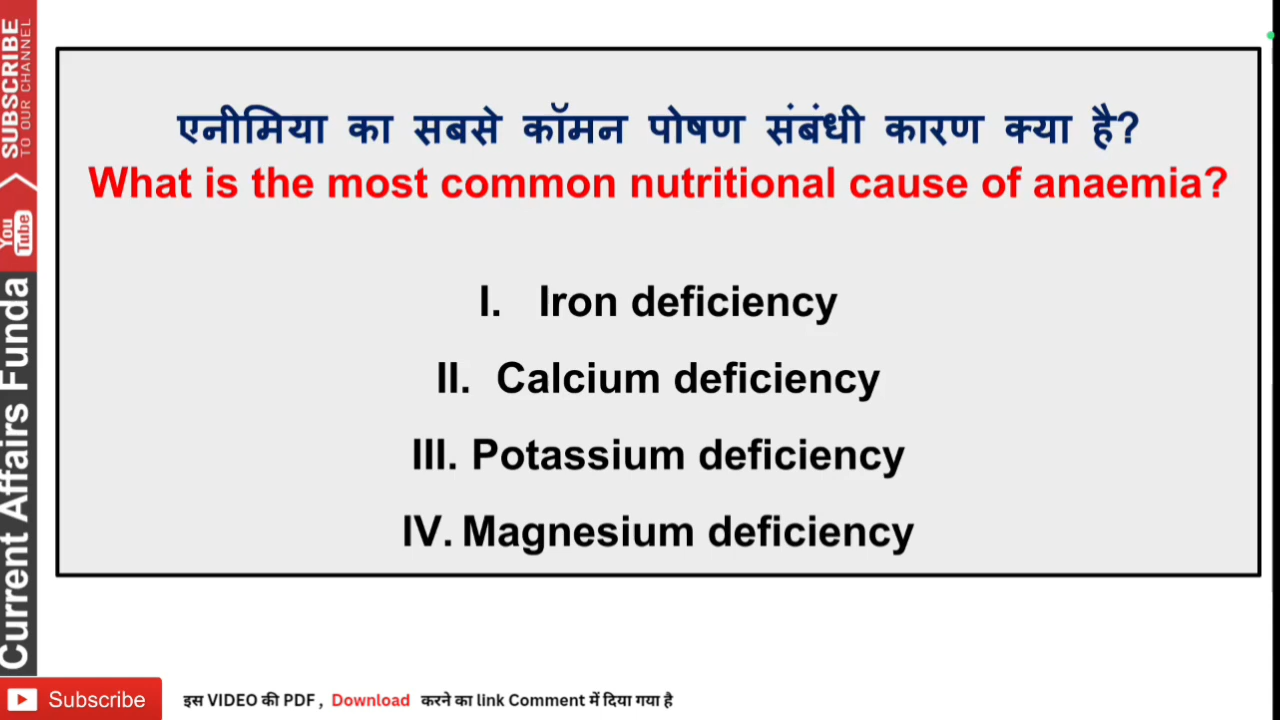 एनीमिया का सबसे कॉमन पोषण संबंधी कारण क्या है?
What is the most common nutritional cause of anaemia?
I. Iron deficiency
II. Calcium deficiency
III. Potassium deficiency
IV. Magnesium deficiency
SUBSCRIBE
TO OUR CHANNEL
You
Tube
Current Affairs Funda
Subscribe
इस VIDEO की PDF , Download करने का link Comment में दिया गया है